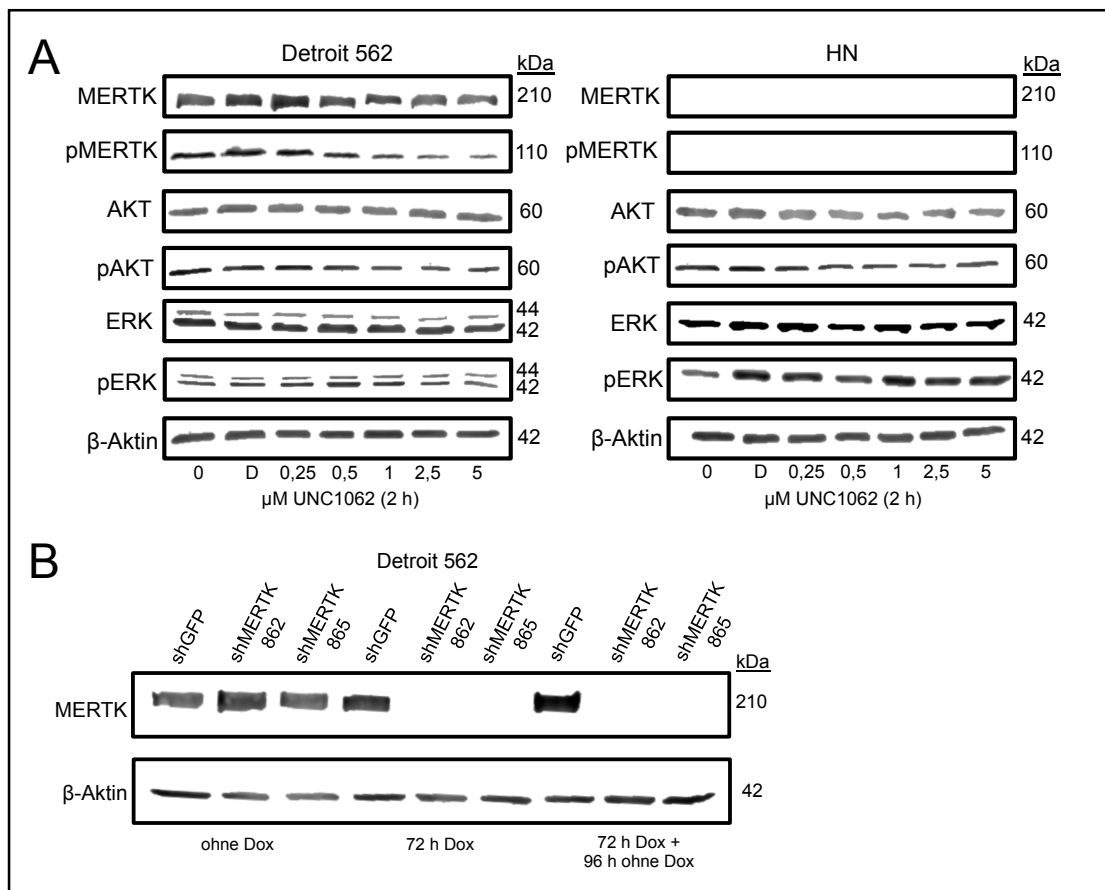 A
Detroit 562
kDa
MERTK
210
pMERTK
110
AKT
60
pAKT
60
ERK
44
42
pERK
44
42
β-Aktin
42
0 D 0,25 0,5 1 2,5 5
µM UNC1062 (2 h)
HN
kDa
MERTK
210
pMERTK
110
AKT
60
pAKT
60
ERK
42
pERK
42
β-Aktin
42
0 D 0,25 0,5 1 2,5 5
µM UNC1062 (2 h)
B
Detroit 562
shGFP
shMERTK
862
shMERTK
865
shGFP
shMERTK
862
shMERTK
865
shGFP
shMERTK
862
shMERTK
865
kDa
MERTK
210
β-Aktin
42
ohne Dox
72 h Dox
72 h Dox +
96 h ohne Dox